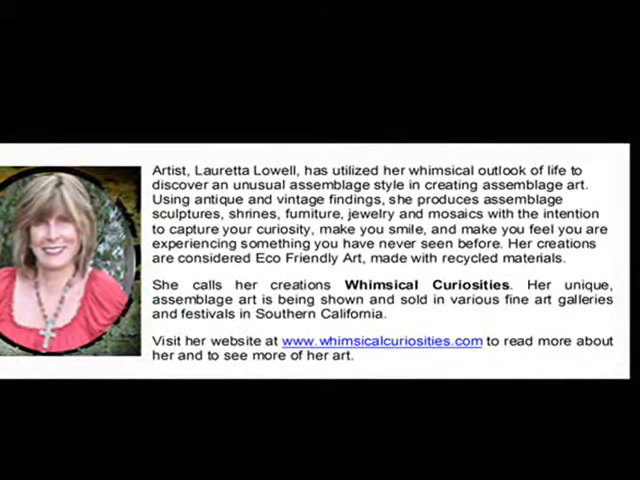 Artist, Lauretta Lowell, has utilized her whimsical outlook of life to
discover an unusual assemblage style in creating assemblage art.
Using antique and vintage findings, she produces assemblage
sculptures, shrines, furniture, jewelry and mosaics with the intention
to capture your curiosity, make you smile, and make you feel you are
experiencing something you have never seen before. Her creations
are considered Eco Friendly Art, made with recycled materials.
She calls her creations Whimsical Curiosities. Her unique,
assemblage art is being shown and sold in various fine art galleries
and festivals in Southern California.
Visit her website at www.whimsicalcuriosities.com to read more about
her and to see more of her art.